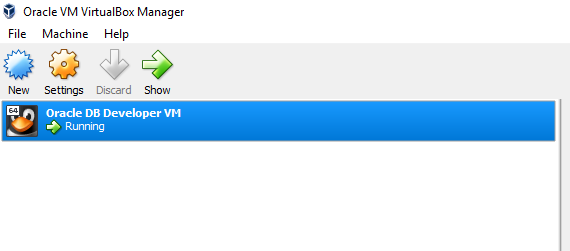 Oracle VM VirtualBox Manager
File Machine Help
New Settings Discard Show
64 Oracle DB Developer VM
Running